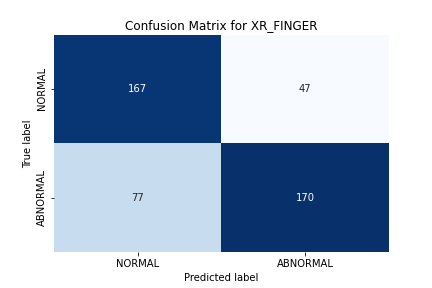 Confusion Matrix for XR_FINGER
True label
NORMAL
167
47
ABNORMAL
77
170
NORMAL
ABNORMAL
Predicted label